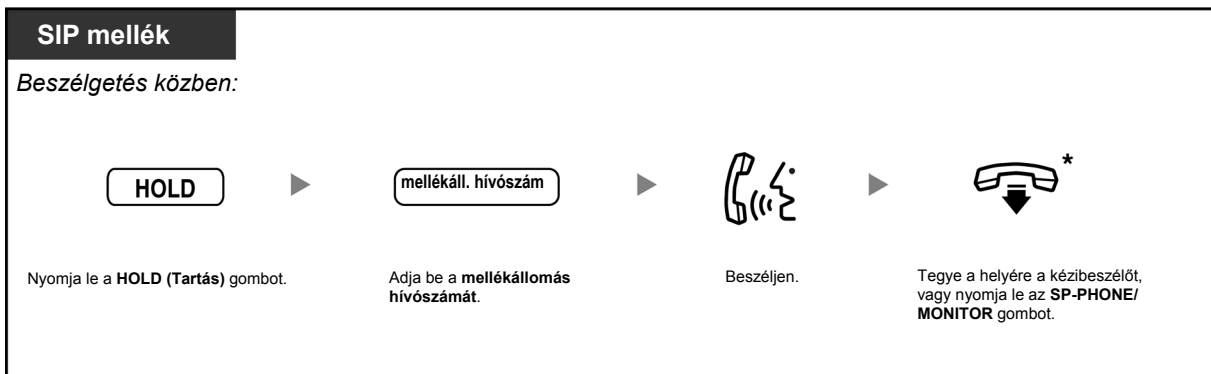 SIP mellék
Beszélgetés közben:
HOLD
mellékáll. hívószám
*
Nyomja le a HOLD (Tartás) gombot.
Adja be a mellékállomás
hívószámát.
Beszéljen.
Tegye a helyére a kézibeszélőt,
vagy nyomja le az SP-PHONE/
MONITOR gombot.